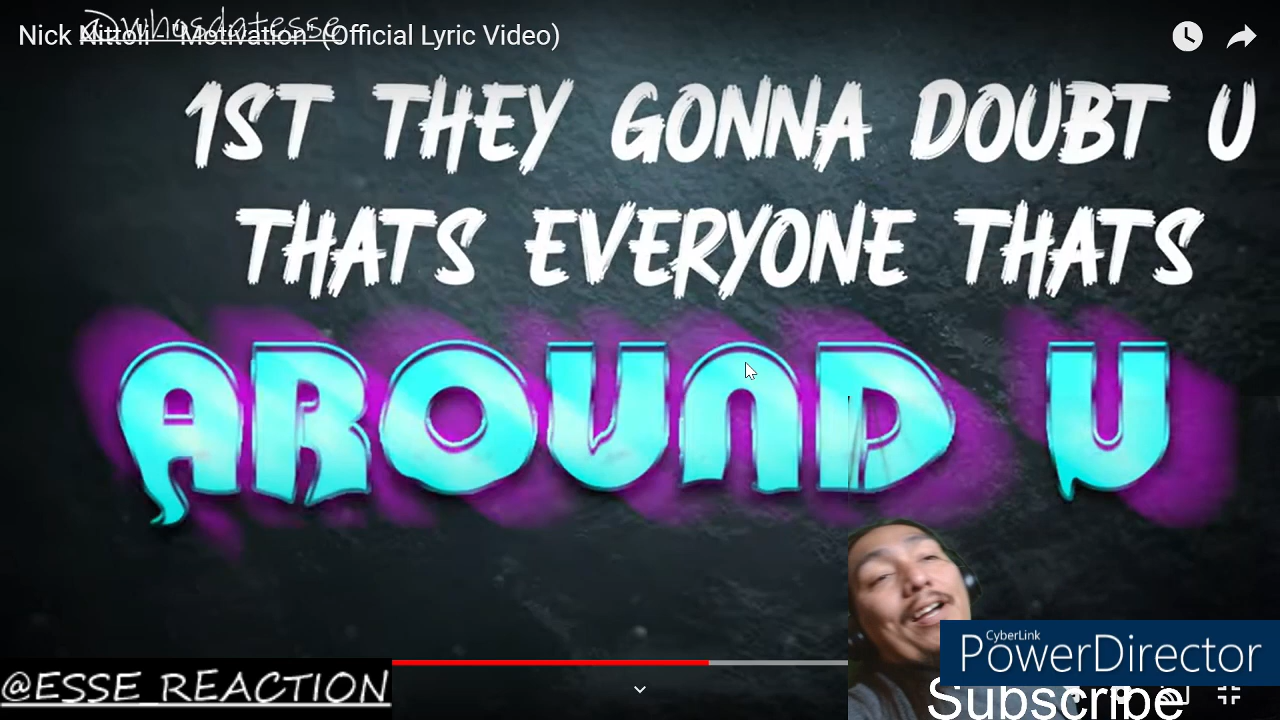 @whosdatesse
Nick Nittoli - "Motivation" (Official Lyric Video)
1ST THEY GONNA DOUBT U
THATS EVERYONE THATS
AROUND U
CyberLink
PowerDirector
@ESSE REACTION
Subscribe